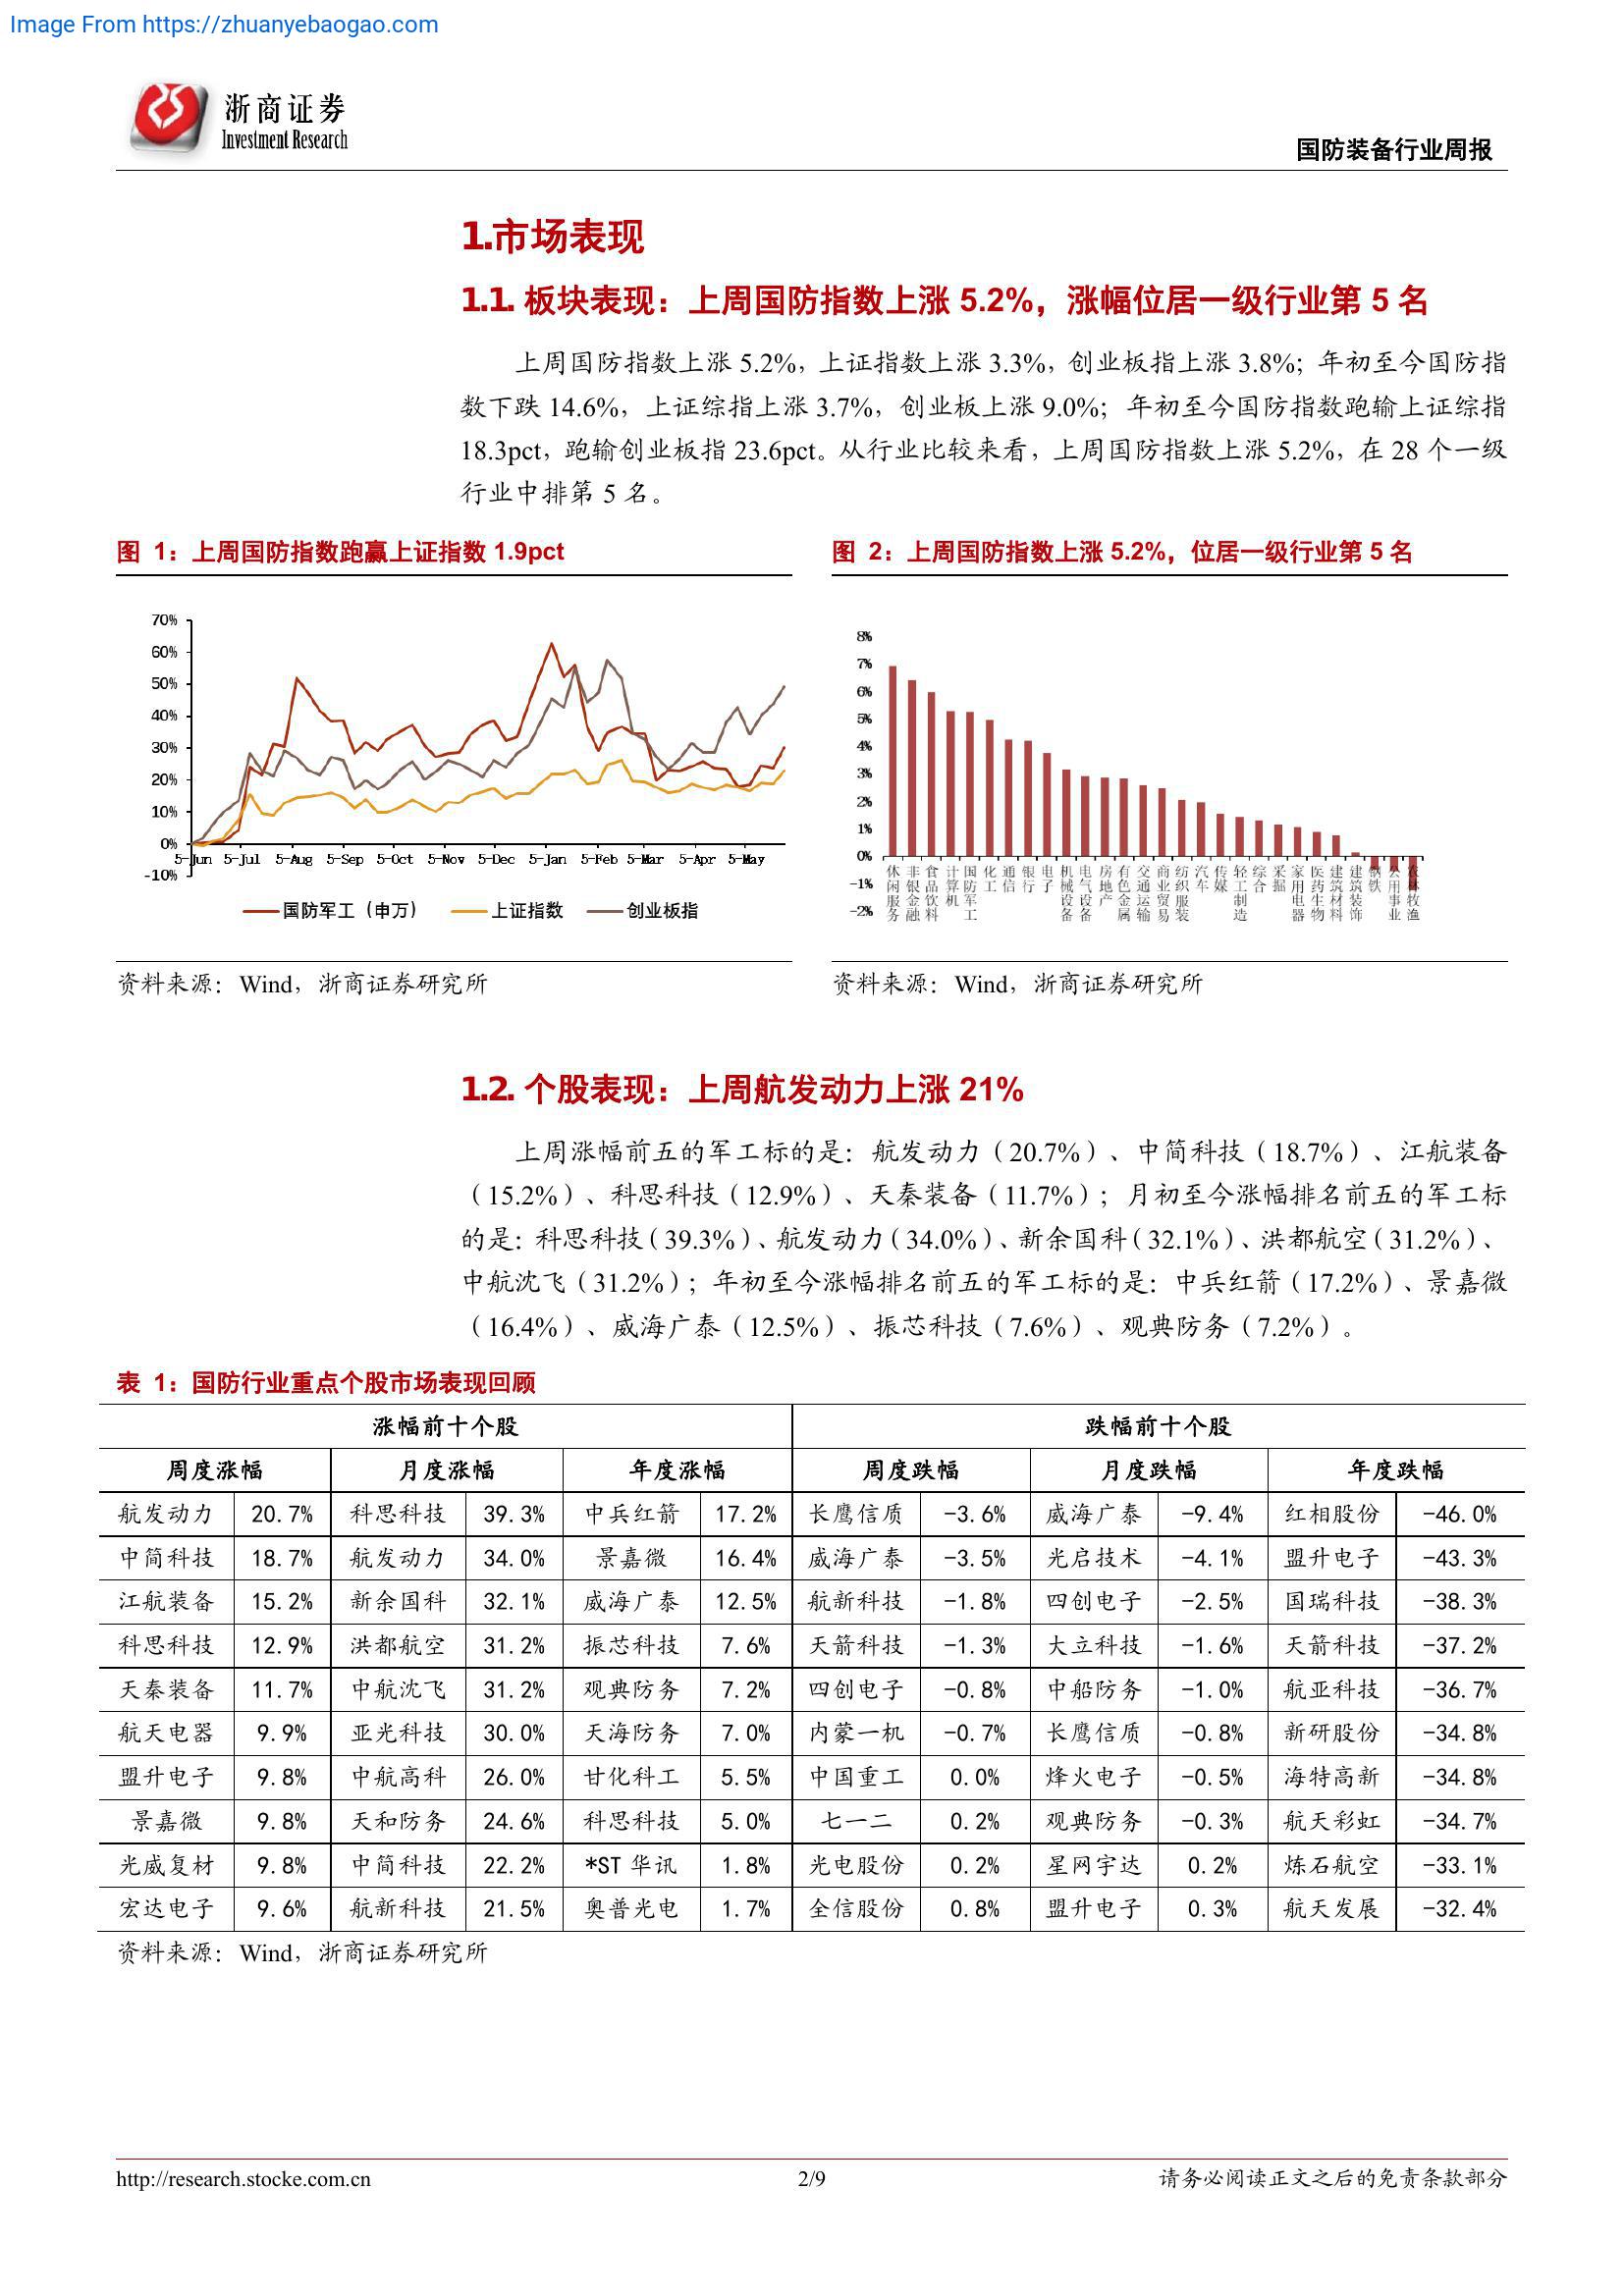 Image From https://zhuanyebaogao.com
浙商证券
Investment Research
国防装备行业周报
1.市场表现
1.1. 板块表现：上周国防指数上涨 5.2%，涨幅位居一级行业第 5 名
上周国防指数上涨 5.2%，上证指数上涨 3.3%，创业板指上涨 3.8%；年初至今国防指
数下跌 14.6%，上证综指上涨 3.7%，创业板上涨 9.0%；年初至今国防指数跑输上证综指
18.3pct，跑输创业板指 23.6pct。从行业比较来看，上周国防指数上涨 5.2%，在 28 个一级
行业中排第 5 名。
图 1：上周国防指数跑赢上证指数 1.9pct
70%
60%
50%
40%
30%
20%
10%
0%
-10%
5-Jun 5-Jul 5-Aug 5-Sep 5-Oct 5-Nov 5-Dec 5-Jan 5-Feb 5-Mar 5-Apr 5-May
国防军工（申万） 上证指数 创业板指
资料来源：Wind，浙商证券研究所
图 2：上周国防指数上涨 5.2%，位居一级行业第 5 名
8%
7%
6%
5%
4%
3%
2%
1%
0%
-1%
-2%
休闲服务 非银金融 食品饮料 计算机 国防军工 化工 通信 银行 电子 机械设备 电气设备 房地产 有色金属 交通运输 商业贸易 纺织服装 汽车 传媒 轻工制造 综合 采掘 家用电器 医药生物 建筑材料 建筑装饰 钢铁 公用事业 农林牧渔
资料来源：Wind，浙商证券研究所
1.2. 个股表现：上周航发动力上涨 21%
上周涨幅前五的军工标的是：航发动力（20.7%）、中简科技（18.7%）、江航装备
（15.2%）、科思科技（12.9%）、天秦装备（11.7%）；月初至今涨幅排名前五的军工标
的是：科思科技（39.3%）、航发动力（34.0%）、新余国科（32.1%）、洪都航空（31.2%）、
中航沈飞（31.2%）；年初至今涨幅排名前五的军工标的是：中兵红箭（17.2%）、景嘉微
（16.4%）、威海广泰（12.5%）、振芯科技（7.6%）、观典防务（7.2%）。
表 1：国防行业重点个股市场表现回顾
涨幅前十个股 跌幅前十个股
周度涨幅 月度涨幅 年度涨幅 周度跌幅 月度跌幅 年度跌幅
航发动力 20.7% 科思科技 39.3% 中兵红箭 17.2% 长鹰信质 -3.6% 威海广泰 -9.4% 红相股份 -46.0%
中简科技 18.7% 航发动力 34.0% 景嘉微 16.4% 威海广泰 -3.5% 光启技术 -4.1% 盟升电子 -43.3%
江航装备 15.2% 新余国科 32.1% 威海广泰 12.5% 航新科技 -1.8% 四创电子 -2.5% 国瑞科技 -38.3%
科思科技 12.9% 洪都航空 31.2% 振芯科技 7.6% 天箭科技 -1.3% 大立科技 -1.6% 天箭科技 -37.2%
天秦装备 11.7% 中航沈飞 31.2% 观典防务 7.2% 四创电子 -0.8% 中船防务 -1.0% 航亚科技 -36.7%
航天电器 9.9% 亚光科技 30.0% 天海防务 7.0% 内蒙一机 -0.7% 长鹰信质 -0.8% 新研股份 -34.8%
盟升电子 9.8% 中航高科 26.0% 甘化科工 5.5% 中国重工 0.0% 烽火电子 -0.5% 海特高新 -34.8%
景嘉微 9.8% 天和防务 24.6% 科思科技 5.0% 七一二 0.2% 观典防务 -0.3% 航天彩虹 -34.7%
光威复材 9.8% 中简科技 22.2% *ST 华讯 1.8% 光电股份 0.2% 星网宇达 0.2% 炼石航空 -33.1%
宏达电子 9.6% 航新科技 21.5% 奥普光电 1.7% 全信股份 0.8% 盟升电子 0.3% 航天发展 -32.4%
资料来源：Wind，浙商证券研究所
http://research.stocke.com.cn 2/9 请务必阅读正文之后的免责条款部分